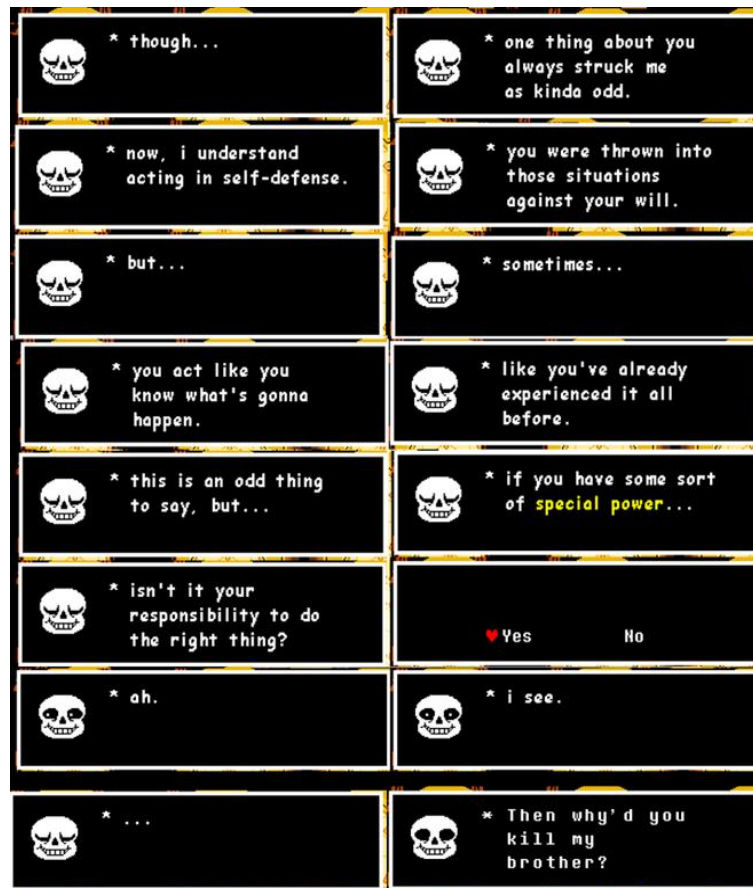 * though...
* one thing about you
always struck me
as kinda odd.
* now, i understand
acting in self-defense.
* you were thrown into
those situations
against your will.
* but...
* sometimes...
* you act like you
know what's gonna
happen.
* like you've already
experienced it all
before.
* this is an odd thing
to say, but...
* if you have some sort
of special power...
* isn't it your
responsibility to do
the right thing?
Yes No
* ah.
* i see.
* ...
* Then why'd you
kill my
brother?